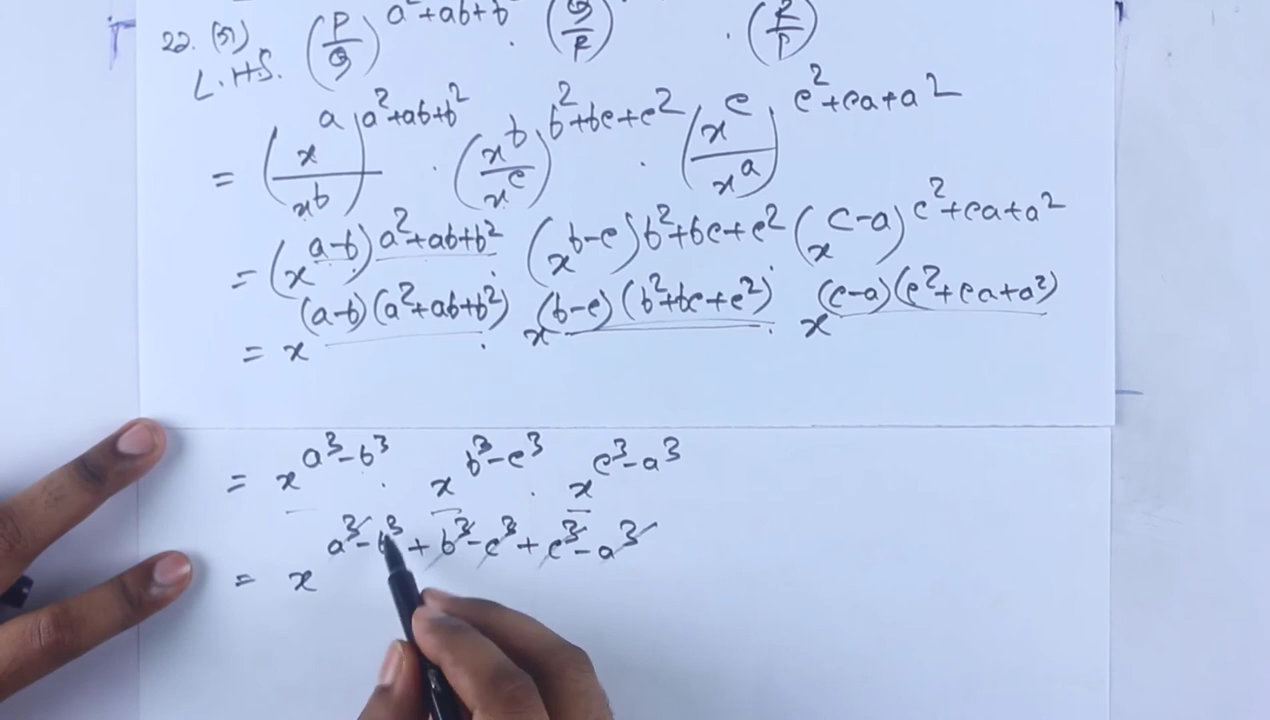 22. (গ) (P/Q)^a²+ab+b² . (Q/R) . (R/P)
L.H.S.
= (x^a/x^b)^a²+ab+b² . (x^b/x^c)^b²+bc+c² . (x^c/x^a)^c²+ca+a²
= (x^a-b)^a²+ab+b² . (x^b-c)^b²+bc+c² . (x^c-a)^c²+ca+a²
= x^(a-b)(a²+ab+b²) . x^(b-c)(b²+bc+c²) . x^(c-a)(c²+ca+a²)
= x^a³-b³ . x^b³-c³ . x^c³-a³
= x^a³-b³+b³-c³+c³-a³